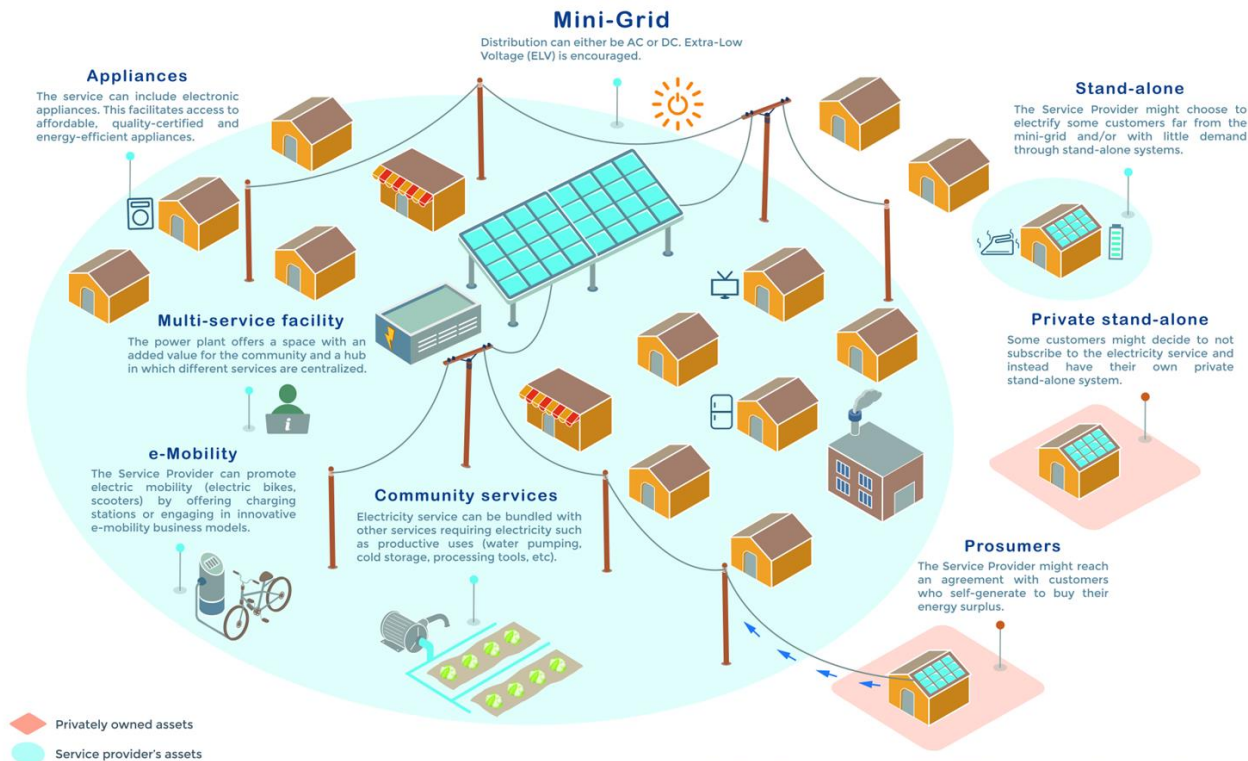 Mini-Grid
Distribution can either be AC or DC. Extra-Low
Voltage (ELV) is encouraged.
Appliances
The service can include electronic
appliances. This facilitates access to
affordable, quality-certified and
energy-efficient appliances.
Stand-alone
The Service Provider might choose to
electrify some customers far from the
mini-grid and/or with little demand
through stand-alone systems.
Multi-service facility
The power plant offers a space with an
added value for the community and a hub
in which different services are centralized.
i
Private stand-alone
Some customers might decide to not
subscribe to the electricity service and
instead have their own private
stand-alone system.
e-Mobility
The Service Provider can promote
electric mobility (electric bikes,
scooters) by offering charging
stations or engaging in innovative
e-mobility business models.
Community services
Electricity service can be bundled with
other services requiring electricity such
as productive uses (water pumping,
cold storage, processing tools, etc).
Prosumers
The Service Provider might reach
an agreement with customers
who self-generate to buy their
energy surplus.
Privately owned assets
Service provider's assets